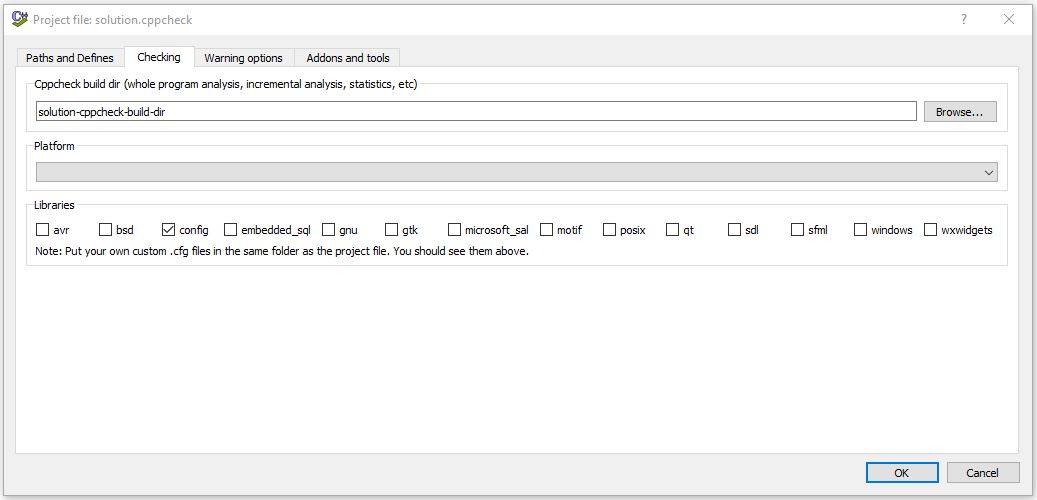 Project file: solution.cppcheck
?
Paths and Defines Checking Warning options Addons and tools
Cppcheck build dir (whole program analysis, incremental analysis, statistics, etc)
solution-cppcheck-build-dir Browse...
Platform
Libraries
avr bsd config embedded_sql gnu gtk microsoft_sal motif posix qt sdl sfml windows wxwidgets
Note: Put your own custom .cfg files in the same folder as the project file. You should see them above.
OK Cancel